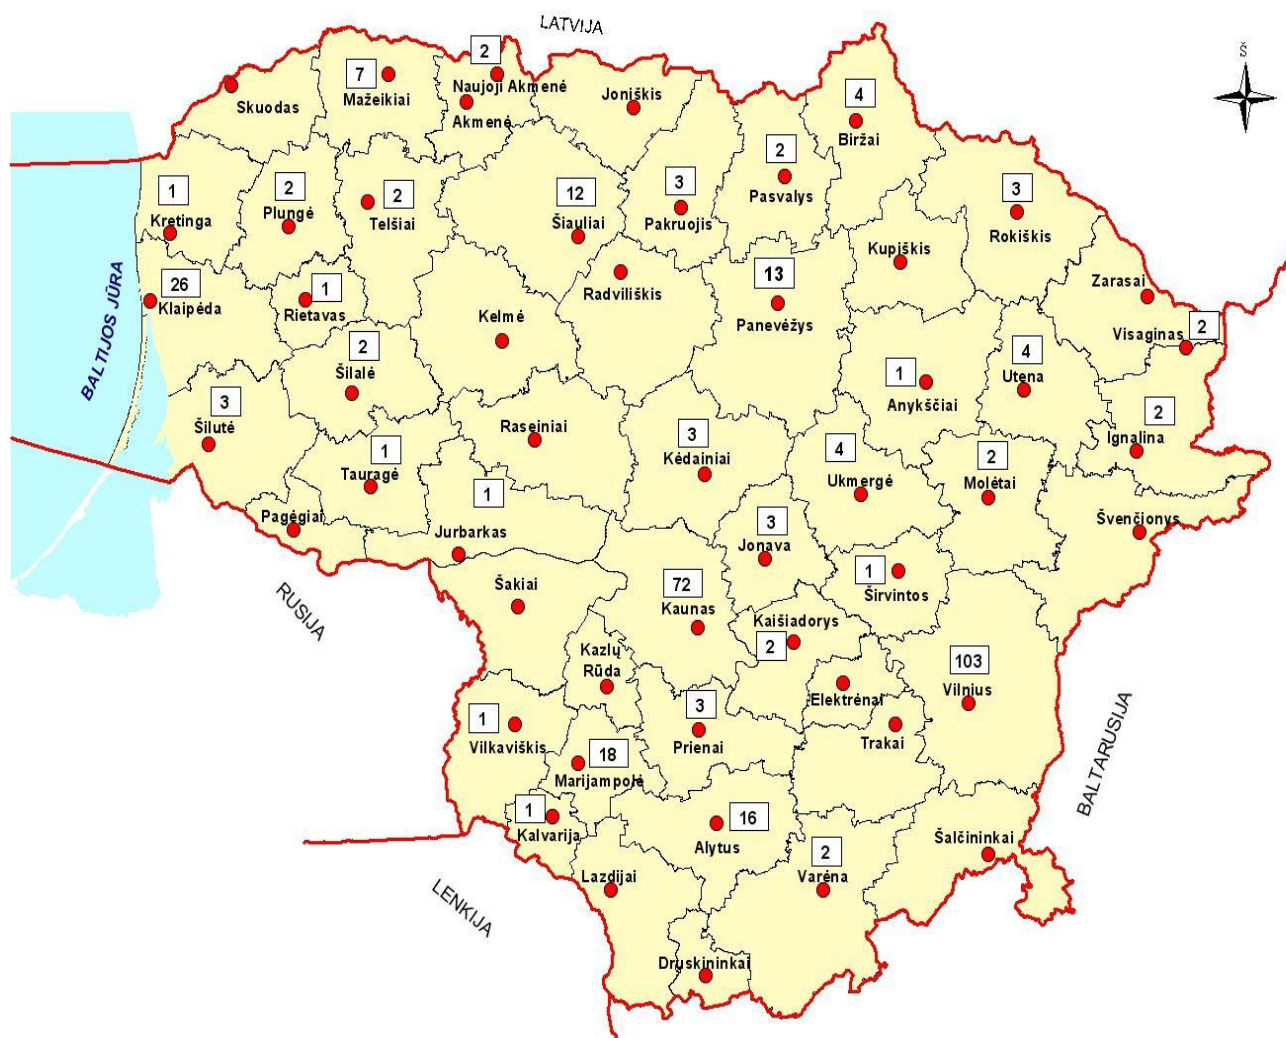 LATVIJA
Š
2
7
Naujoji Akmenė
Mažeikiai
Skuodas
Akmenė
Joniškis
4
Biržai
1
2
2
12
3
2
3
Kretinga
Plungė
Telšiai
Šiauliai
Pakruojis
Pasvalys
Rokiškis
Kupiškis
26
Klaipėda
1
Rietavas
Radviliškis
13
Panevėžys
Zarasai
Visaginas
2
BALTIJOS JŪRA
Kelmė
2
Šilalė
4
Utena
1
Anykščiai
3
Šilutė
Raseiniai
3
Kėdainiai
4
Ukmergė
2
Molėtai
2
Ignalina
1
Tauragė
1
Pagėgiai
Jurbarkas
3
Jonava
Švenčionys
1
Širvintos
RUSIJA
Šakiai
72
Kaunas
Kaišiadorys
2
Kazlų
Rūda
103
Vilnius
Elektrėnai
1
Vilkaviškis
3
Prienai
Trakai
BALTARUSIJA
18
Marijampolė
1
Kalvarija
16
Alytus
Šalčininkai
2
Varėna
Lazdijai
LENKIJA
Druskininkai